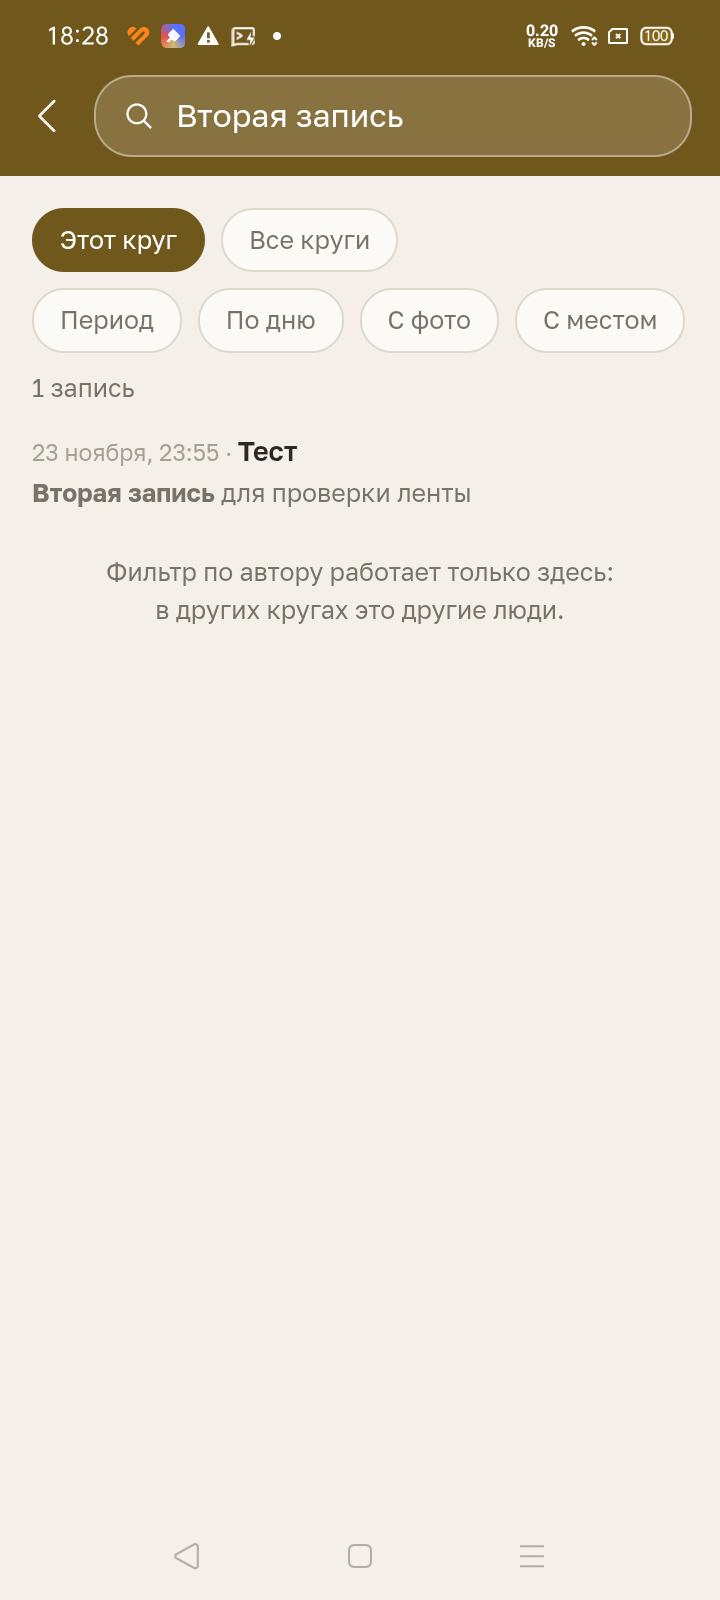 18:28
0.20
KB/S
100
Вторая запись
Этот круг
Все круги
Период
По дню
С фото
С местом
1 запись
23 ноября, 23:55 · Тест
Вторая запись для проверки ленты
Фильтр по автору работает только здесь:
в других кругах это другие люди.